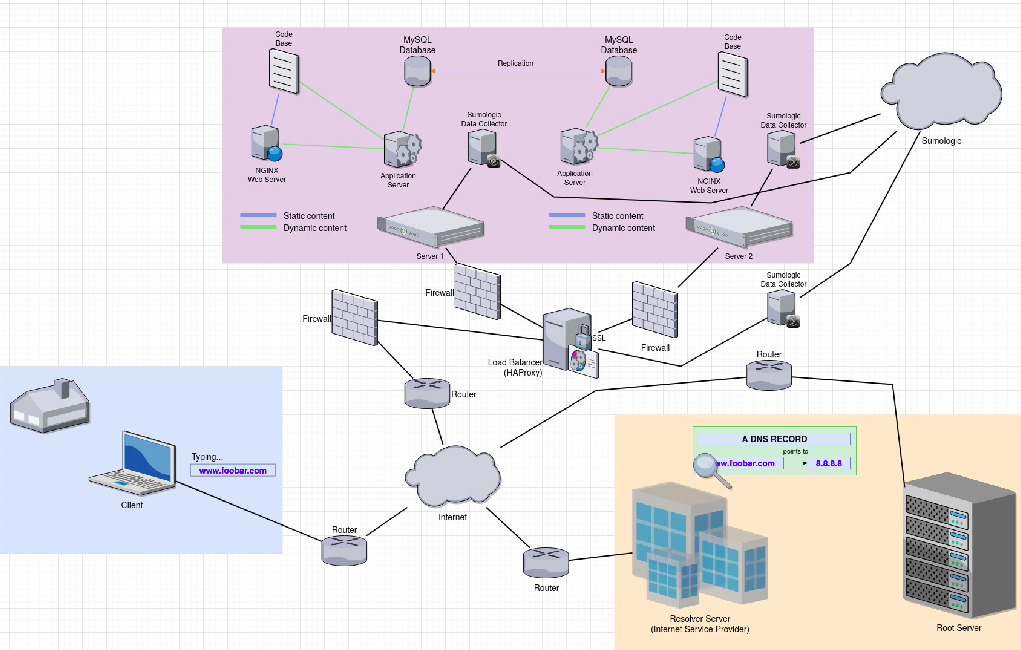 Code
Base
MySQL
Database
MySQL
Database
Code
Base
Replication
Sumologic
Data Collector
Sumologic
Data Collector
Sumologic
NGINX
Web Server
Application
Server
Application
Server
NGINX
Web Server
Static content
Dynamic content
Static content
Dynamic content
Server 1
Server 2
Firewall
Firewall
Firewall
Sumologic
Data Collector
SSL
Load Balancer
(HAProxy)
Router
Router
A DNS RECORD
points to
www.foobar.com
8.8.8.8
Typing...
www.foobar.com
Client
Internet
Router
Router
Resolver Server
(Internet Service Provider)
Root Server